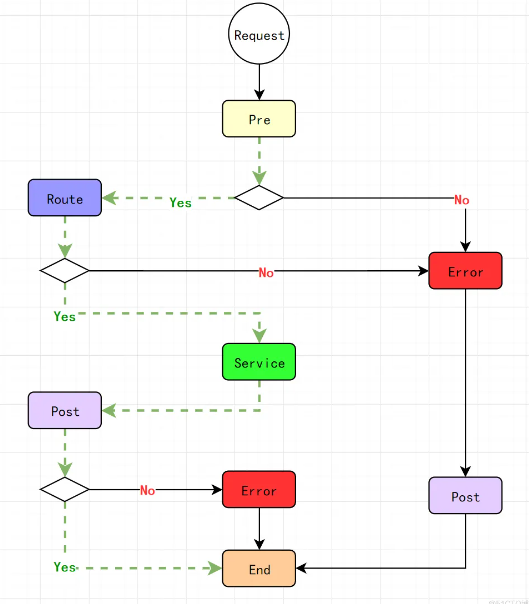 Request
Pre
Yes
No
Route
No
Error
Yes
Service
Post
No
Error
Post
Yes
End